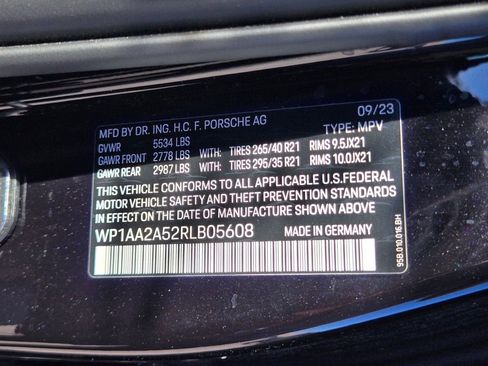 MFD BY DR. ING. H.C. F. PORSCHE AG 09/23
GVWR 5534 LBS TYPE: MPV
GAWR FRONT 2778 LBS WITH: TIRES 265/40 R21 RIMS 9.5JX21
GAWR REAR 2987 LBS WITH: TIRES 295/35 R21 RIMS 10.0JX21
THIS VEHICLE CONFORMS TO ALL APPLICABLE U.S. FEDERAL
MOTOR VEHICLE SAFETY AND THEFT PREVENTION STANDARDS
IN EFFECT ON THE DATE OF MANUFACTURE SHOWN ABOVE.
WP1AA2A52RLB05608 MADE IN GERMANY
95B.010.016.BH